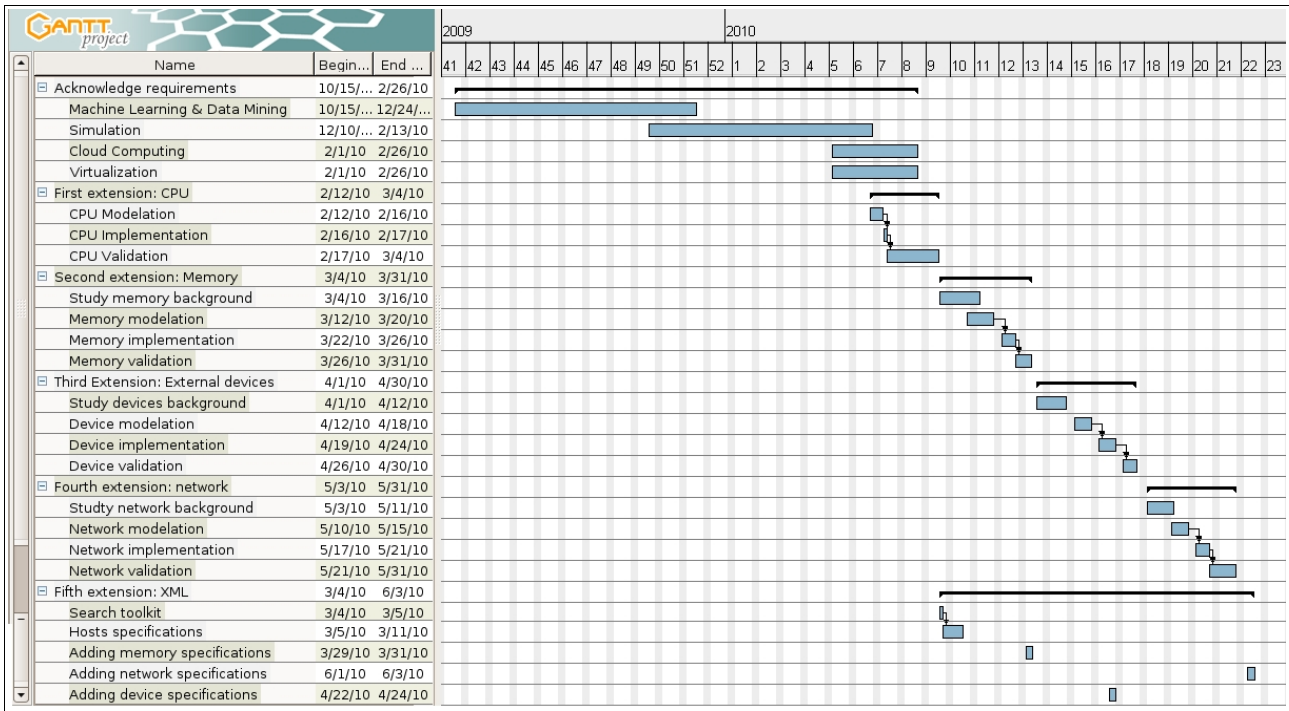 GANTT project
2009 2010
Name Begin... End ...
41 42 43 44 45 46 47 48 49 50 51 52 1 2 3 4 5 6 7 8 9 10 11 12 13 14 15 16 17 18 19 20 21 22 23
Acknowledge requirements 10/15/... 2/26/10
Machine Learning & Data Mining 10/15/... 12/24/...
Simulation 12/10/... 2/13/10
Cloud Computing 2/1/10 2/26/10
Virtualization 2/1/10 2/26/10
First extension: CPU 2/12/10 3/4/10
CPU Modelation 2/12/10 2/16/10
CPU Implementation 2/16/10 2/17/10
CPU Validation 2/17/10 3/4/10
Second extension: Memory 3/4/10 3/31/10
Study memory background 3/4/10 3/16/10
Memory modelation 3/12/10 3/20/10
Memory implementation 3/22/10 3/26/10
Memory validation 3/26/10 3/31/10
Third Extension: External devices 4/1/10 4/30/10
Study devices background 4/1/10 4/12/10
Device modelation 4/12/10 4/18/10
Device implementation 4/19/10 4/24/10
Device validation 4/26/10 4/30/10
Fourth extension: network 5/3/10 5/31/10
Studty network background 5/3/10 5/11/10
Network modelation 5/10/10 5/15/10
Network implementation 5/17/10 5/21/10
Network validation 5/21/10 5/31/10
Fifth extension: XML 3/4/10 6/3/10
Search toolkit 3/4/10 3/5/10
Hosts specifications 3/5/10 3/11/10
Adding memory specifications 3/29/10 3/31/10
Adding network specifications 6/1/10 6/3/10
Adding device specifications 4/22/10 4/24/10